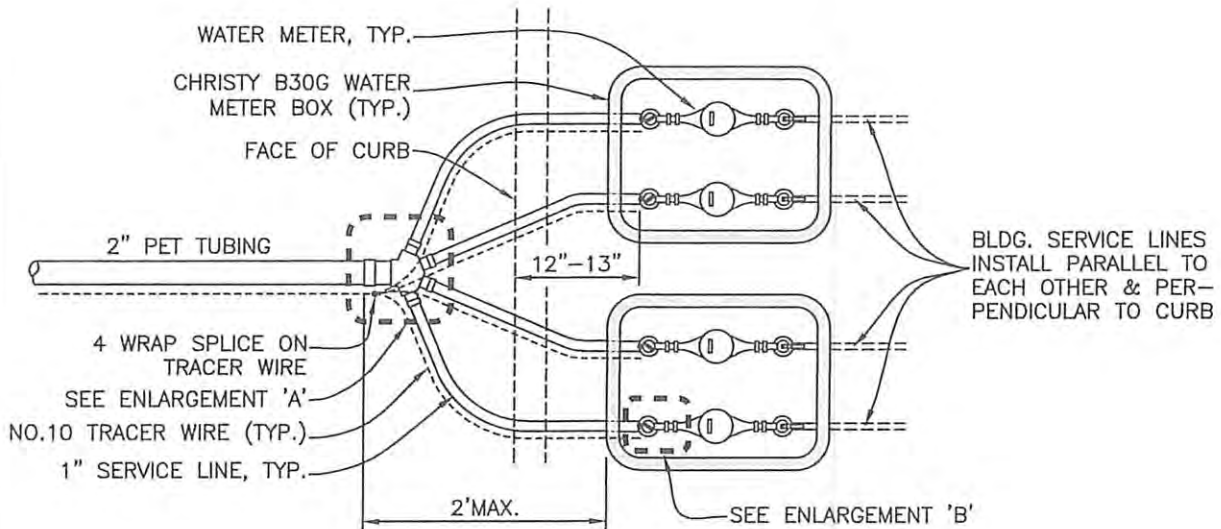 WATER METER, TYP.
CHRISTY B30G WATER
METER BOX (TYP.)
FACE OF CURB
2" PET TUBING
12"-13"
BLDG. SERVICE LINES
INSTALL PARALLEL TO
EACH OTHER & PER-
PENDICULAR TO CURB
4 WRAP SPLICE ON
TRACER WIRE
SEE ENLARGEMENT 'A'
NO.10 TRACER WIRE (TYP.)
1" SERVICE LINE, TYP.
2'MAX.
SEE ENLARGEMENT 'B'